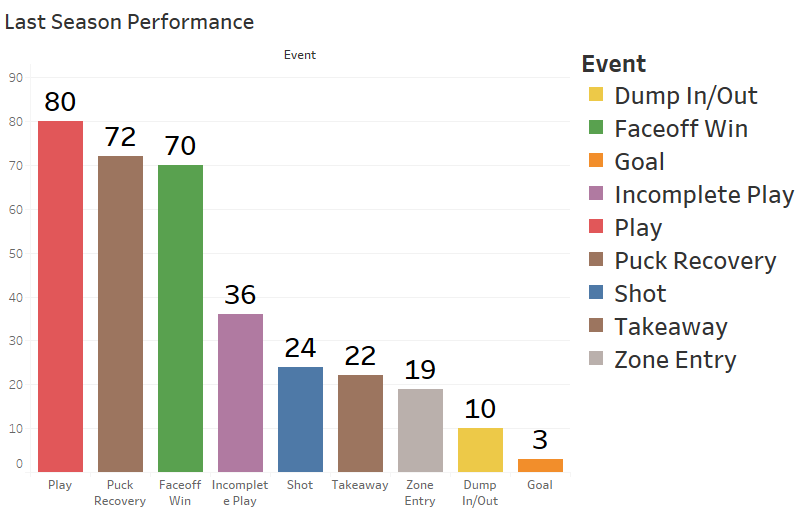 Last Season Performance
Event
90
80
70
60
50
40
30
20
10
0
80
72
70
36
24
22
19
10
3
Play
Puck
Recovery
Faceoff
Win
Incomplet
e Play
Shot
Takeaway
Zone
Entry
Dump
In/Out
Goal
Event
Dump In/Out
Faceoff Win
Goal
Incomplete Play
Play
Puck Recovery
Shot
Takeaway
Zone Entry